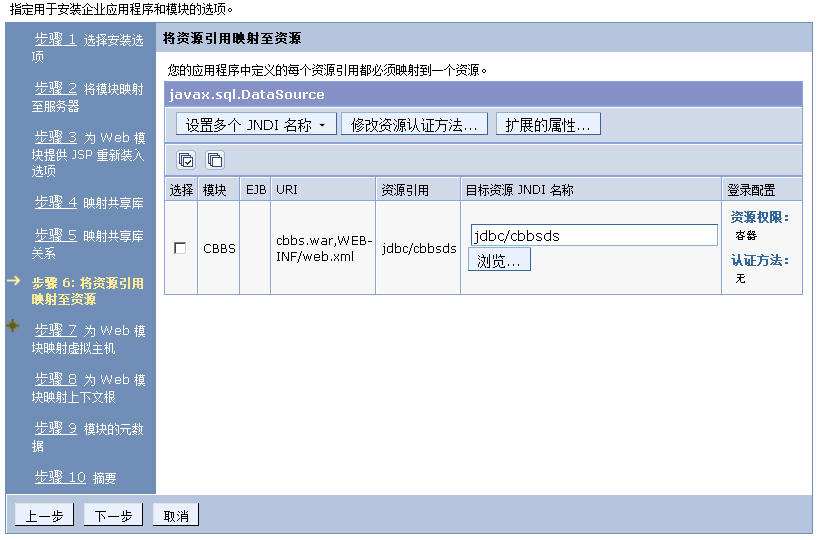 指定用于安装企业应用程序和模块的选项。
步骤 1 选择安装选
项
步骤 2 将模块映射
至服务器
步骤 3 为 Web 模
块提供 JSP 重新装入
选项
步骤 4 映射共享库
步骤 5 映射共享库
关系
步骤 6: 将资源引用
映射至资源
步骤 7 为 Web 模
块映射虚拟主机
步骤 8 为 Web 模
块映射上下文根
步骤 9 模块的元数
据
步骤 10 摘要
将资源引用映射至资源
您的应用程序中定义的每个资源引用都必须映射到一个资源。
javax.sql.DataSource
设置多个 JNDI 名称 修改资源认证方法... 扩展的属性...
选择 模块 EJB URI 资源引用 目标资源 JNDI 名称 登录配置
CBBS
cbbs.war,WEB-
INF/web.xml
jdbc/cbbsds
jdbc/cbbsds
浏览...
资源权限：
容器
认证方法：
无
上一步 下一步 取消